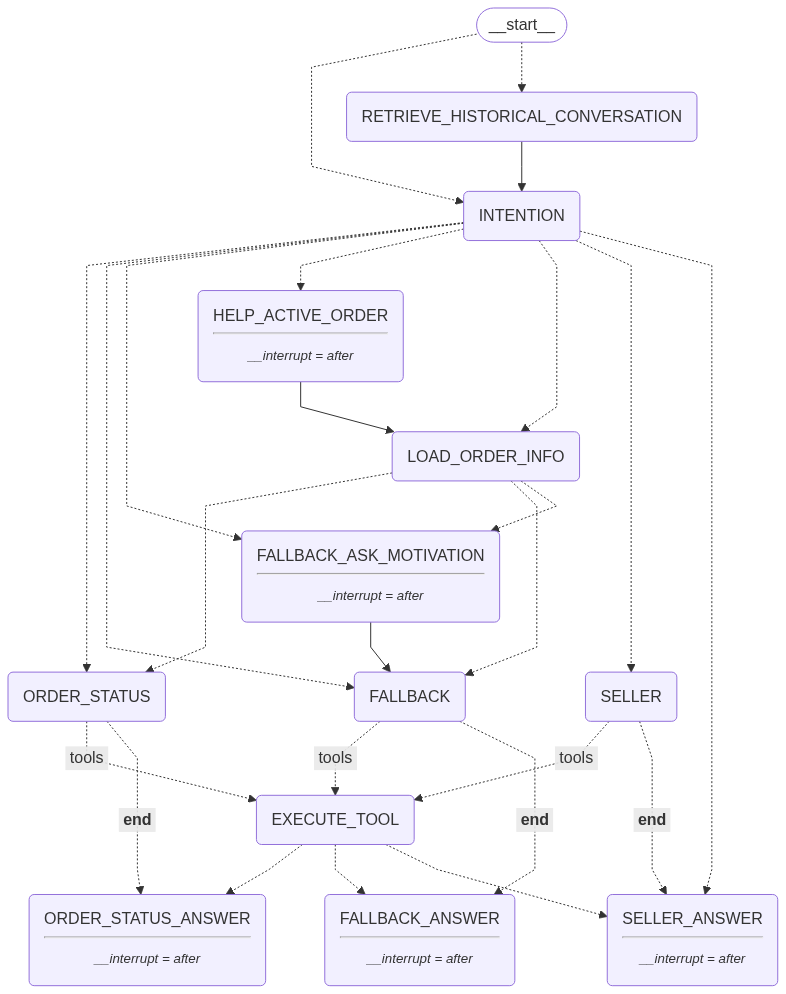 __start__
RETRIEVE_HISTORICAL_CONVERSATION
INTENTION
HELP_ACTIVE_ORDER
__interrupt = after
LOAD_ORDER_INFO
FALLBACK_ASK_MOTIVATION
__interrupt = after
ORDER_STATUS
FALLBACK
SELLER
tools
tools
tools
end
EXECUTE_TOOL
end
end
ORDER_STATUS_ANSWER
__interrupt = after
FALLBACK_ANSWER
__interrupt = after
SELLER_ANSWER
__interrupt = after